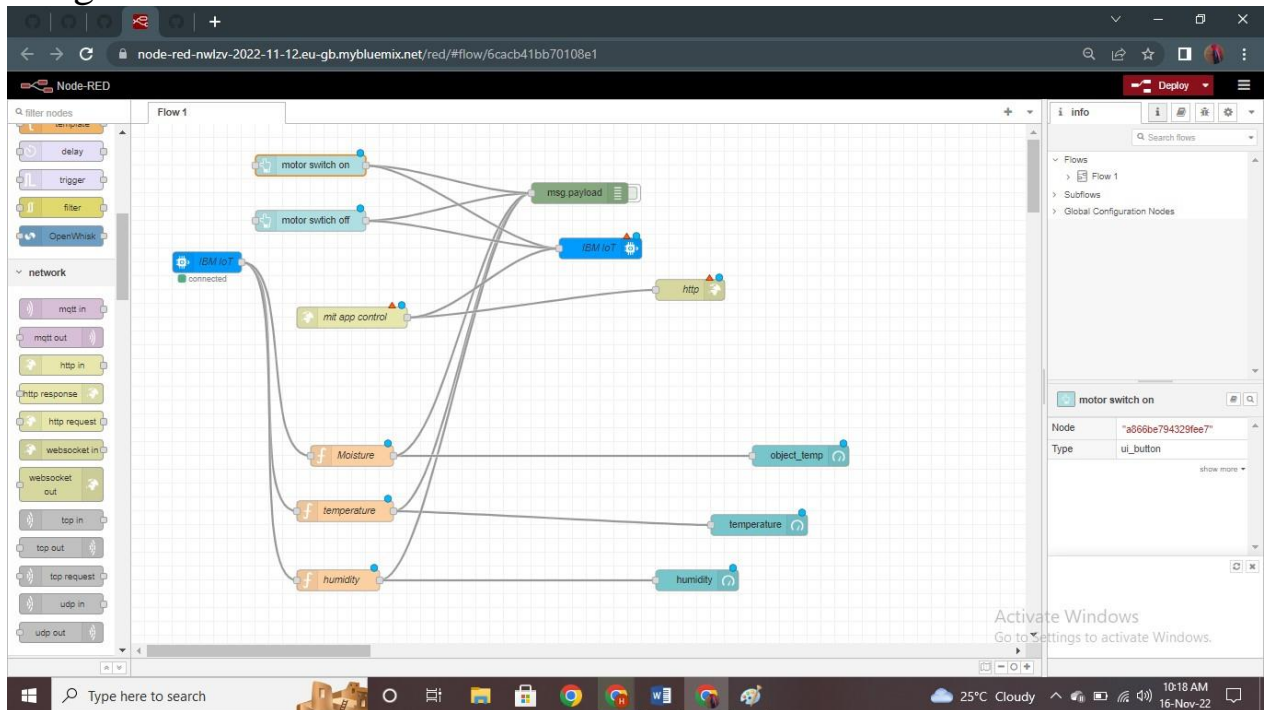 node-red-nwlzv-2022-11-12.eu-gb.mybluemix.net/red/#flow/6cacb41bb70108e1
Node-RED
Deploy
filter nodes
template
delay
trigger
filter
OpenWhisk
network
mqtt in
mqtt out
http in
http response
http request
websocket in
websocket
out
tcp in
tcp out
tcp request
udp in
udp out
Flow 1
motor switch on
motor swtich off
IBM IoT
connected
mit app control
msg.payload
IBM IoT
http
Moisture
object_temp
temperature
temperature
humidity
humidity
i info
i
Search flows
Flows
Flow 1
Subflows
Global Configuration Nodes
motor switch on
Node "a866be794329fee7"
Type ui_button
show more
Activate Windows
Go to Settings to activate Windows.
Type here to search
25°C Cloudy
10:18 AM
16-Nov-22